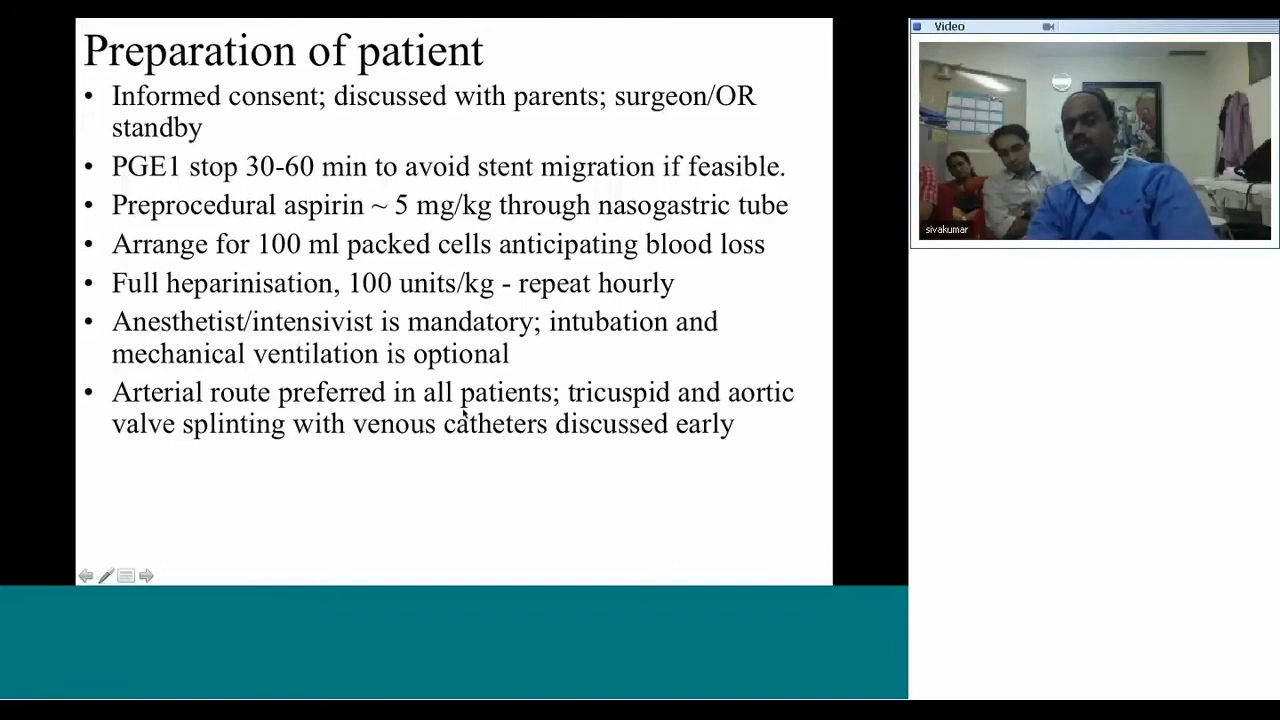 Preparation of patient
• Informed consent; discussed with parents; surgeon/OR
standby
• PGE1 stop 30-60 min to avoid stent migration if feasible.
• Preprocedural aspirin ~ 5 mg/kg through nasogastric tube
• Arrange for 100 ml packed cells anticipating blood loss
• Full heparinisation, 100 units/kg - repeat hourly
• Anesthetist/intensivist is mandatory; intubation and
mechanical ventilation is optional
• Arterial route preferred in all patients; tricuspid and aortic
valve splinting with venous catheters discussed early
Video
sivakumar